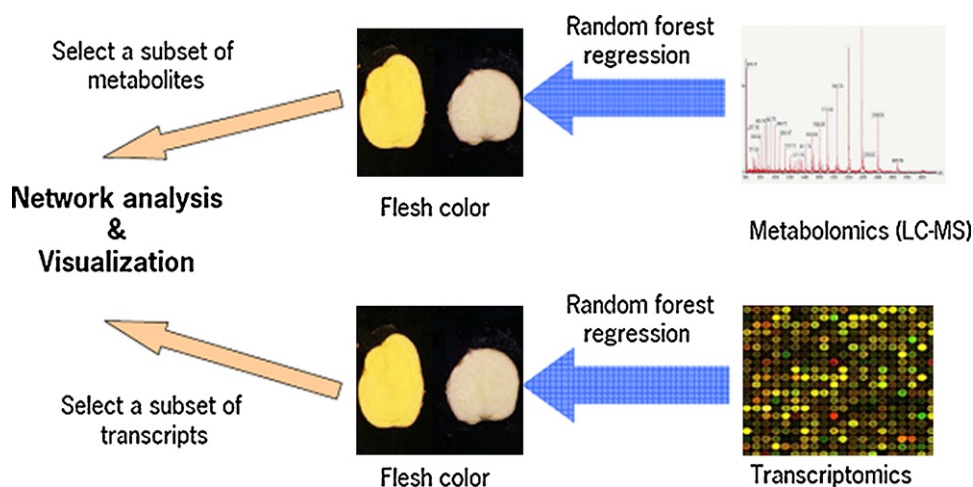 Select a subset of
metabolites
Random forest
regression
Network analysis
&
Visualization
Flesh color
Metabolomics (LC-MS)
Random forest
regression
Select a subset of
transcripts
Flesh color
Transcriptomics